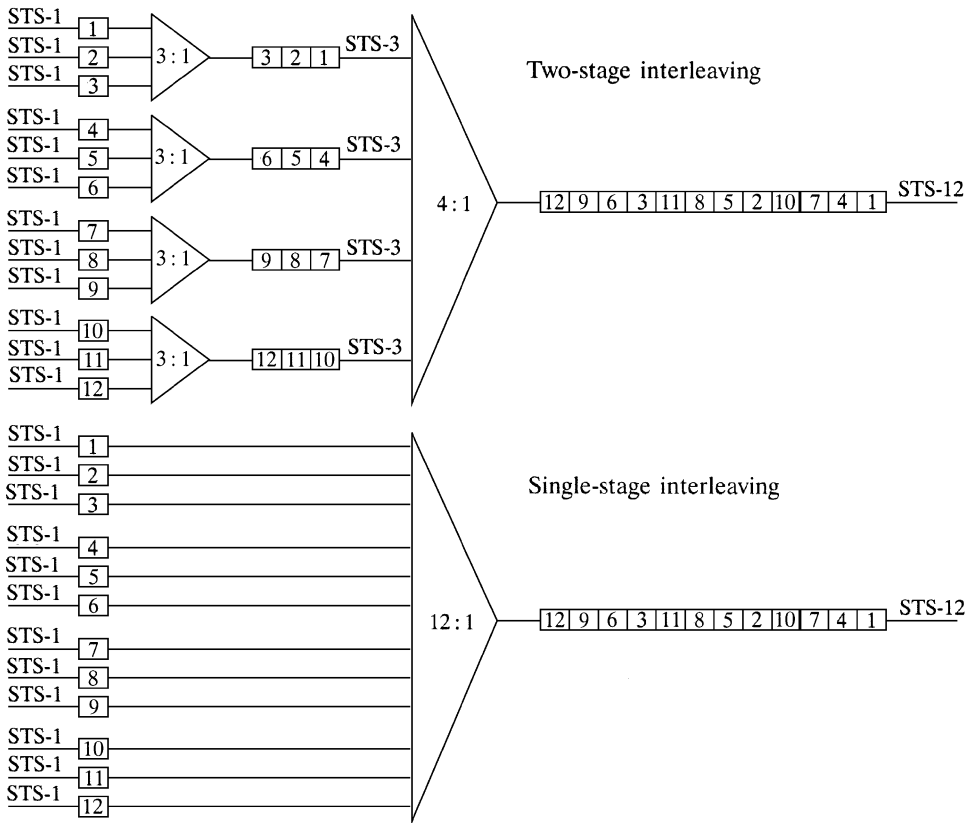 STS-1 1
STS-1 2
STS-1 3
3 : 1
3 2 1
STS-3
STS-1 4
STS-1 5
STS-1 6
3 : 1
6 5 4
STS-3
STS-1 7
STS-1 8
STS-1 9
3 : 1
9 8 7
STS-3
STS-1 10
STS-1 11
STS-1 12
3 : 1
12 11 10
STS-3
4 : 1
Two-stage interleaving
12 9 6 3 11 8 5 2 10 7 4 1
STS-12
STS-1 1
STS-1 2
STS-1 3
STS-1 4
STS-1 5
STS-1 6
STS-1 7
STS-1 8
STS-1 9
STS-1 10
STS-1 11
STS-1 12
12 : 1
Single-stage interleaving
12 9 6 3 11 8 5 2 10 7 4 1
STS-12